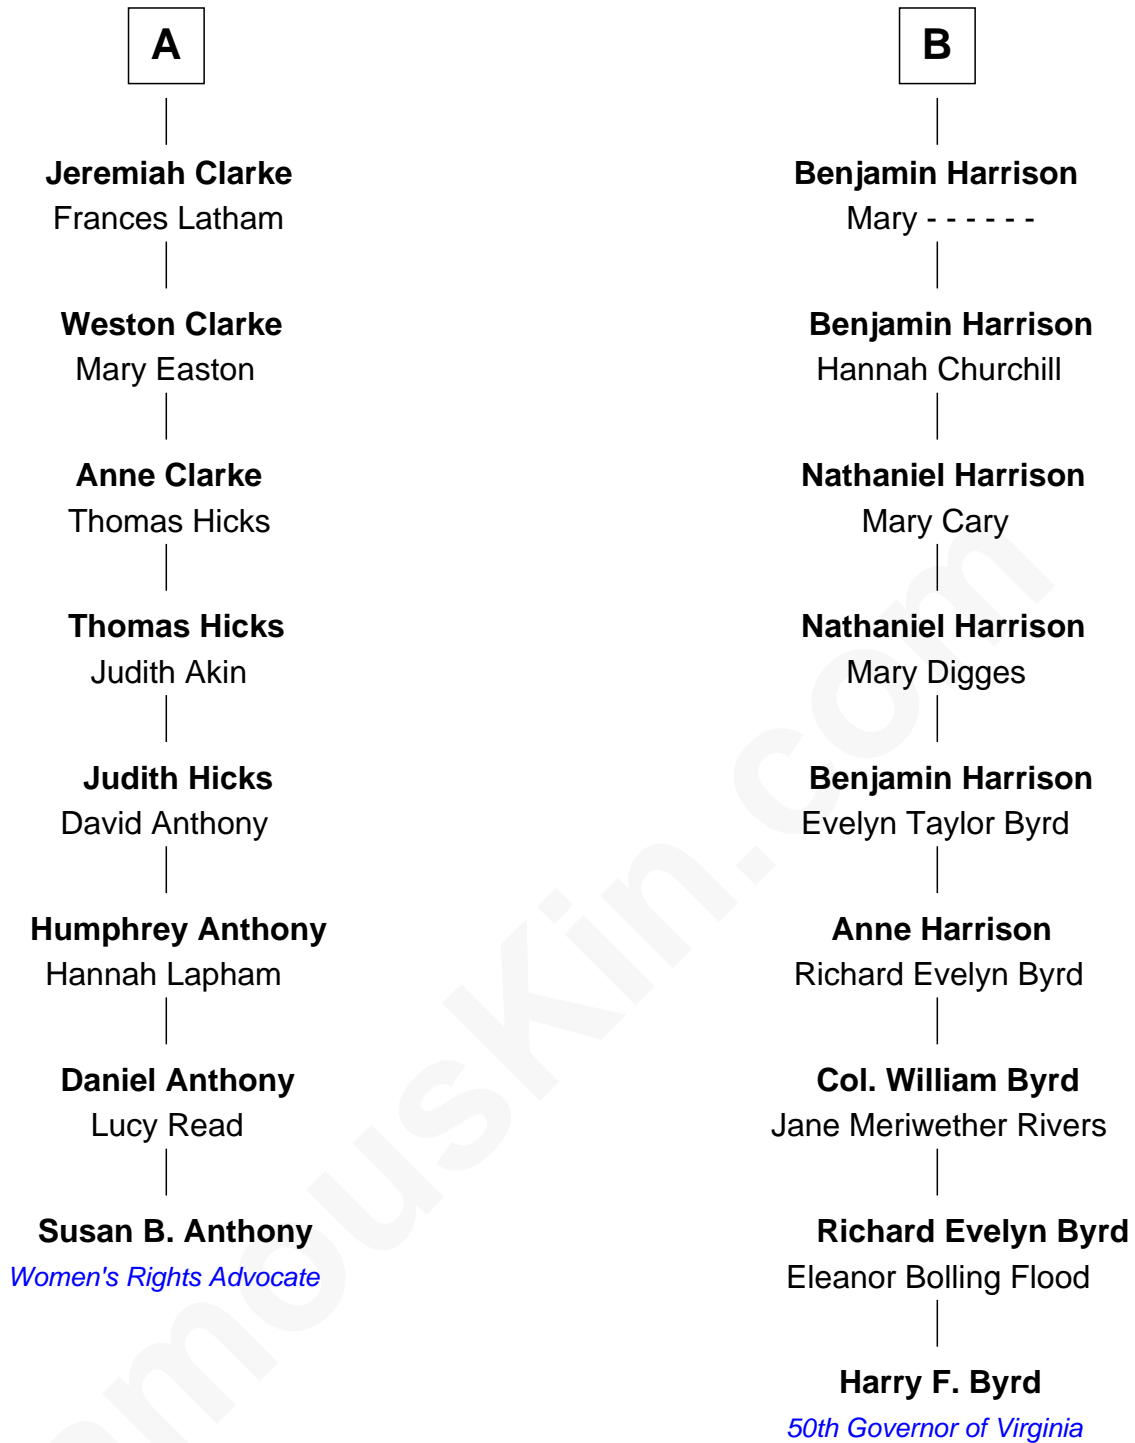 A
Jeremiah Clarke
Frances Latham
Weston Clarke
Mary Easton
Anne Clarke
Thomas Hicks
Thomas Hicks
Judith Akin
Judith Hicks
David Anthony
Humphrey Anthony
Hannah Lapham
Daniel Anthony
Lucy Read
Susan B. Anthony
Women's Rights Advocate
B
Benjamin Harrison
Mary - - - - - -
Benjamin Harrison
Hannah Churchill
Nathaniel Harrison
Mary Cary
Nathaniel Harrison
Mary Digges
Benjamin Harrison
Evelyn Taylor Byrd
Anne Harrison
Richard Evelyn Byrd
Col. William Byrd
Jane Meriwether Rivers
Richard Evelyn Byrd
Eleanor Bolling Flood
Harry F. Byrd
50th Governor of Virginia
amousKin.com